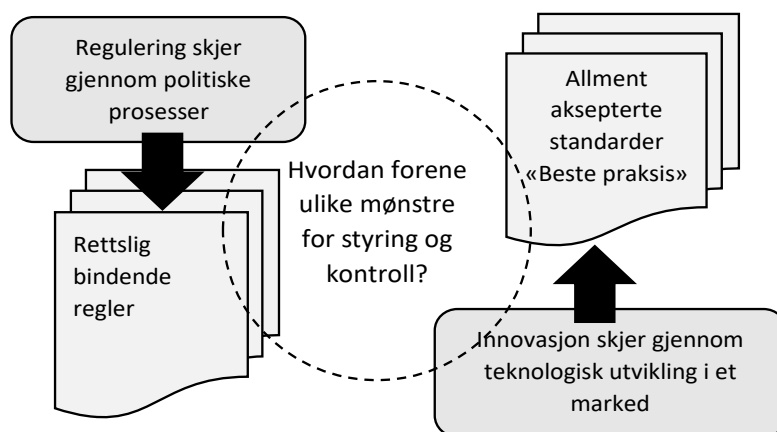 Regulering skjer
gjennom politiske
prosesser
Rettslig
bindende
regler
Hvordan forene
ulike mønstre
for styring og
kontroll?
Allment
aksepterte
standarder
«Beste praksis»
Innovasjon skjer gjennom
teknologisk utvikling i et
marked